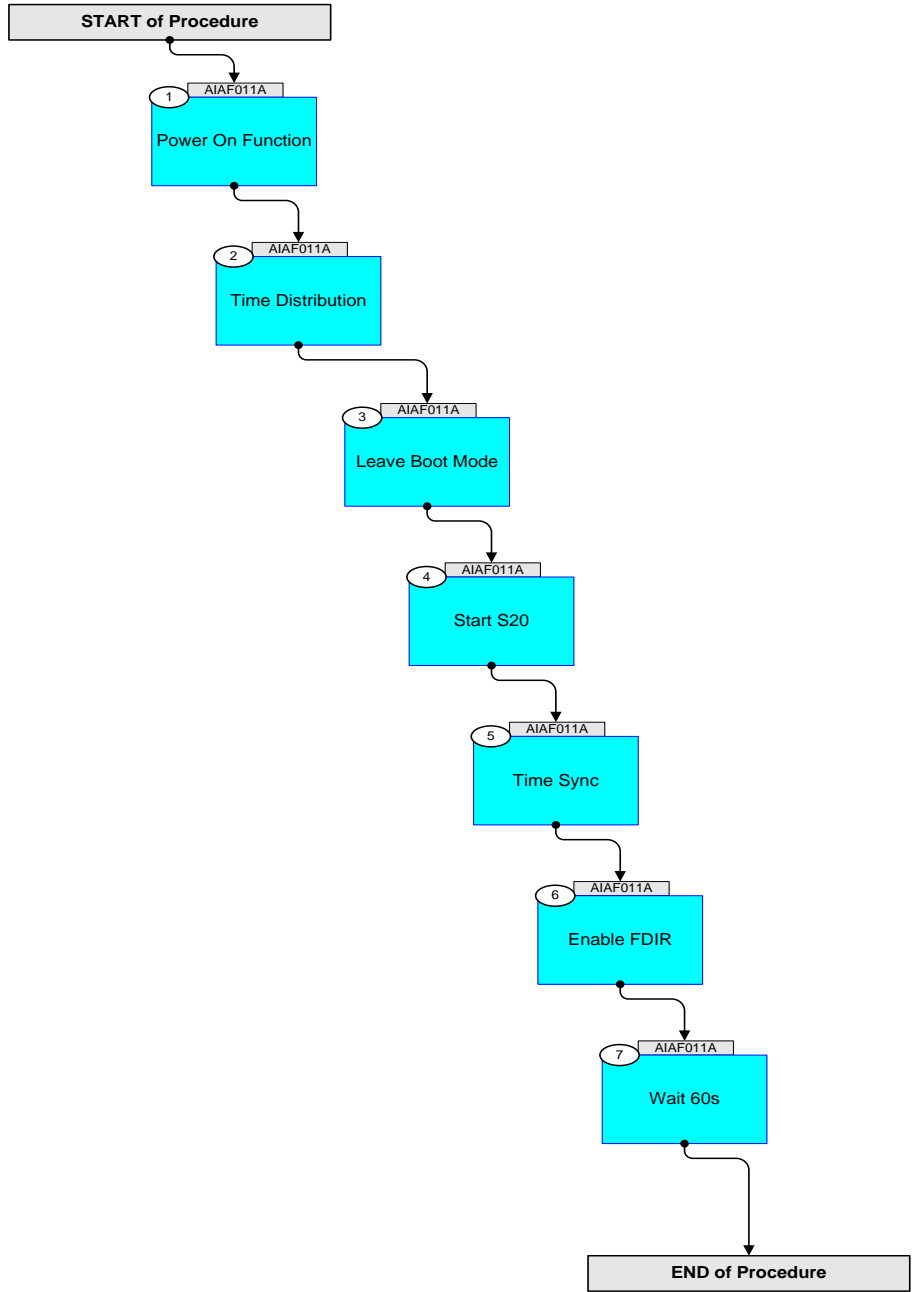 START of Procedure
AIAF011A
1
Power On Function
AIAF011A
2
Time Distribution
AIAF011A
3
Leave Boot Mode
AIAF011A
4
Start S20
AIAF011A
5
Time Sync
AIAF011A
6
Enable FDIR
AIAF011A
7
Wait 60s
END of Procedure